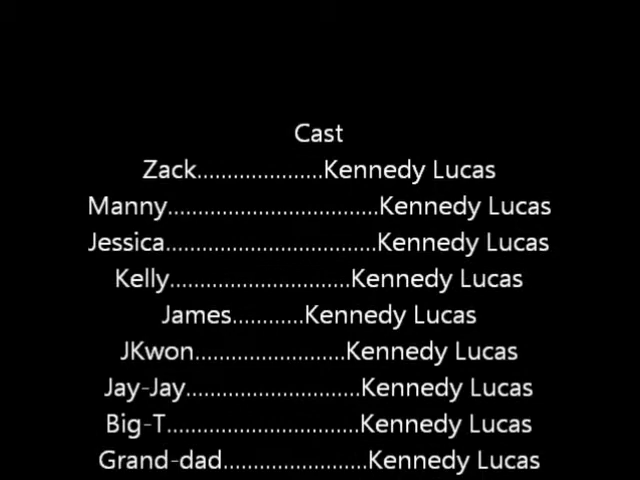 Cast
Zack.....................Kennedy Lucas
Manny...................................Kennedy Lucas
Jessica...................................Kennedy Lucas
Kelly..............................Kennedy Lucas
James............Kennedy Lucas
JKwon.........................Kennedy Lucas
Jay-Jay.............................Kennedy Lucas
Big-T................................Kennedy Lucas
Grand-dad........................Kennedy Lucas